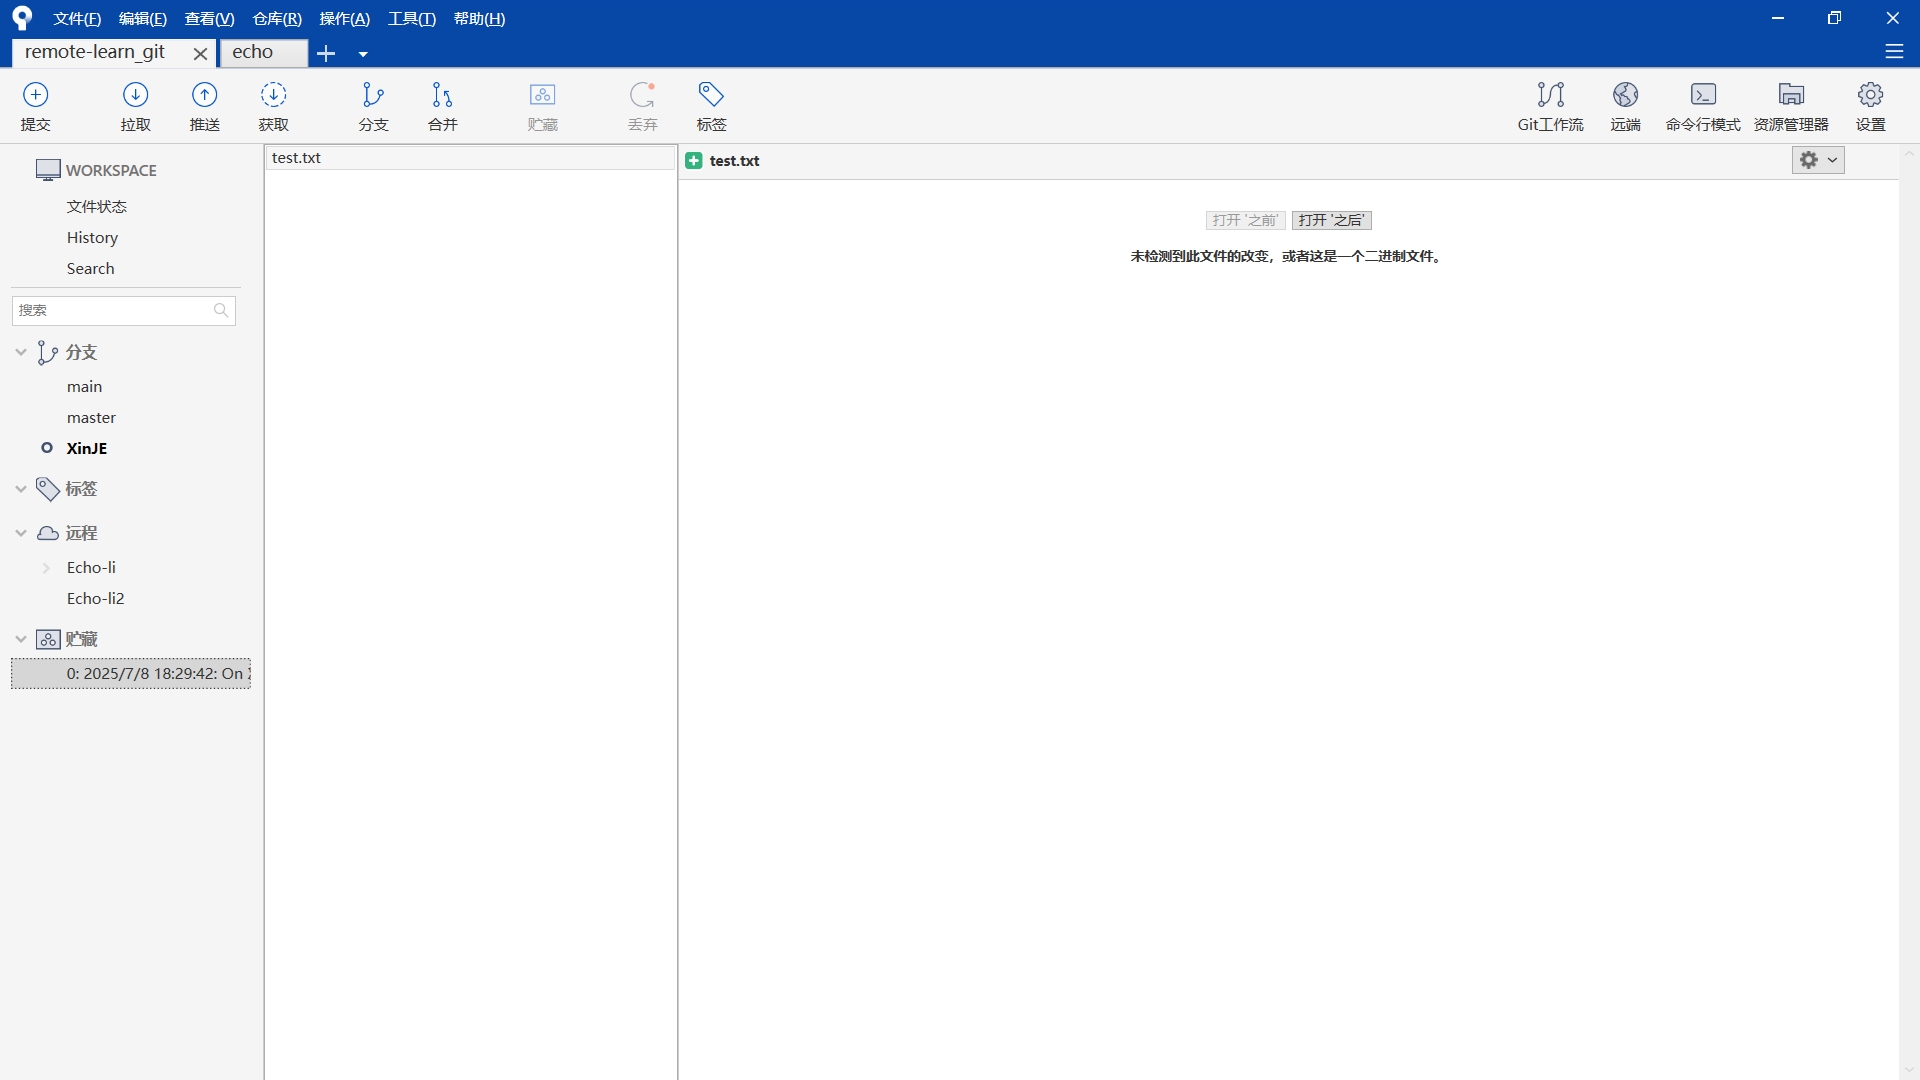 文件(F) 编辑(E) 查看(V) 仓库(R) 操作(A) 工具(T) 帮助(H)
remote-learn_git echo
提交 拉取 推送 获取 分支 合并 贮藏 丢弃 标签 Git工作流 远端 命令行模式 资源管理器 设置
WORKSPACE
文件状态
History
Search
搜索
分支
main
master
XinJE
标签
远程
Echo-li
Echo-li2
贮藏
0: 2025/7/8 18:29:42: On
test.txt
test.txt
打开 '之前' 打开 '之后'
未检测到此文件的改变，或者这是一个二进制文件。